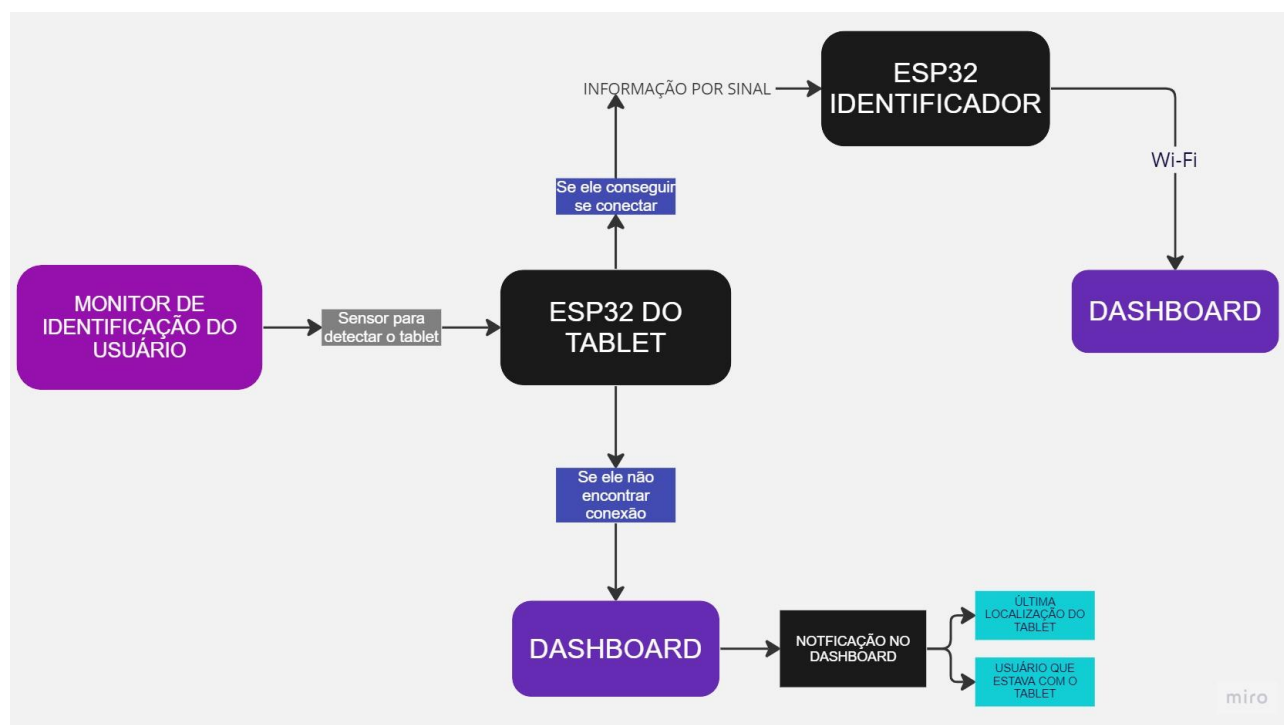 ESP32
IDENTIFICADOR
INFORMAÇÃO POR SINAL
Wi-Fi
Se ele conseguir
se conectar
MONITOR DE
IDENTIFICAÇÃO DO
USUÁRIO
Sensor para
detectar o tablet
ESP32 DO
TABLET
DASHBOARD
Se ele não
encontrar
conexão
DASHBOARD
NOTFICAÇÃO NO
DASHBOARD
ÚLTIMA
LOCALIZAÇÃO DO
TABLET
USUÁRIO QUE
ESTAVA COM O
TABLET
miro